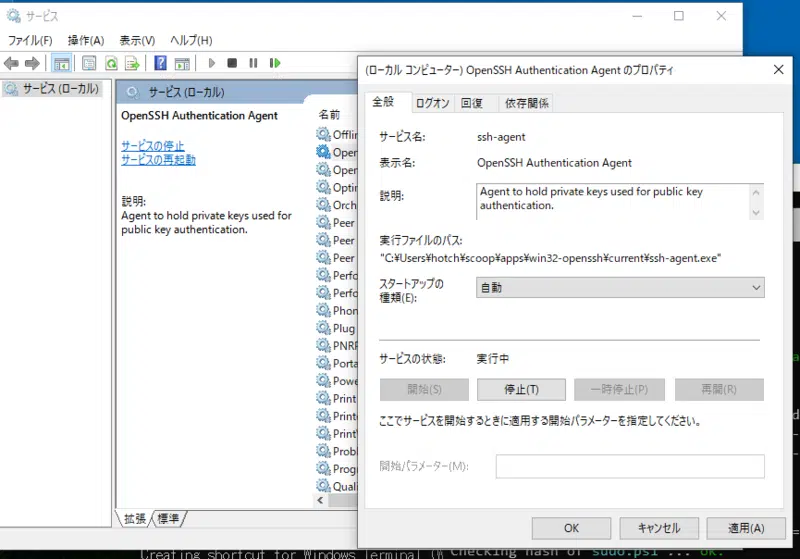 サービス
ファイル(F) 操作(A) 表示(V) ヘルプ(H)
サービス (ローカル)
サービス (ローカル)
OpenSSH Authentication Agent
サービスの停止
サービスの再起動
説明:
Agent to hold private keys used for
public key authentication.
名前
Offlin
Open
Open
Optin
Orch
Peer
Peer
Peer
Perfo
Perfo
Phon
Plug
PNRP
Porta
Powe
Print
Printe
Print
Probl
Progr
Quali
拡張 標準
(ローカル コンピューター) OpenSSH Authentication Agent のプロパティ
全般 ログオン 回復 依存関係
サービス名: ssh-agent
表示名: OpenSSH Authentication Agent
説明: Agent to hold private keys used for public key
authentication.
実行ファイルのパス:
"C:¥Users¥hotch¥scoop¥apps¥win32-openssh¥current¥ssh-agent.exe"
スタートアップの
種類(E): 自動
サービスの状態: 実行中
開始(S) 停止(T) 一時停止(P) 再開(R)
ここでサービスを開始するときに適用する開始パラメーターを指定してください。
開始パラメーター(M):
OK キャンセル 適用(A)
Creating shortcut for Windows Terminal (
Checking hash of sudo.ps1 ... ok.